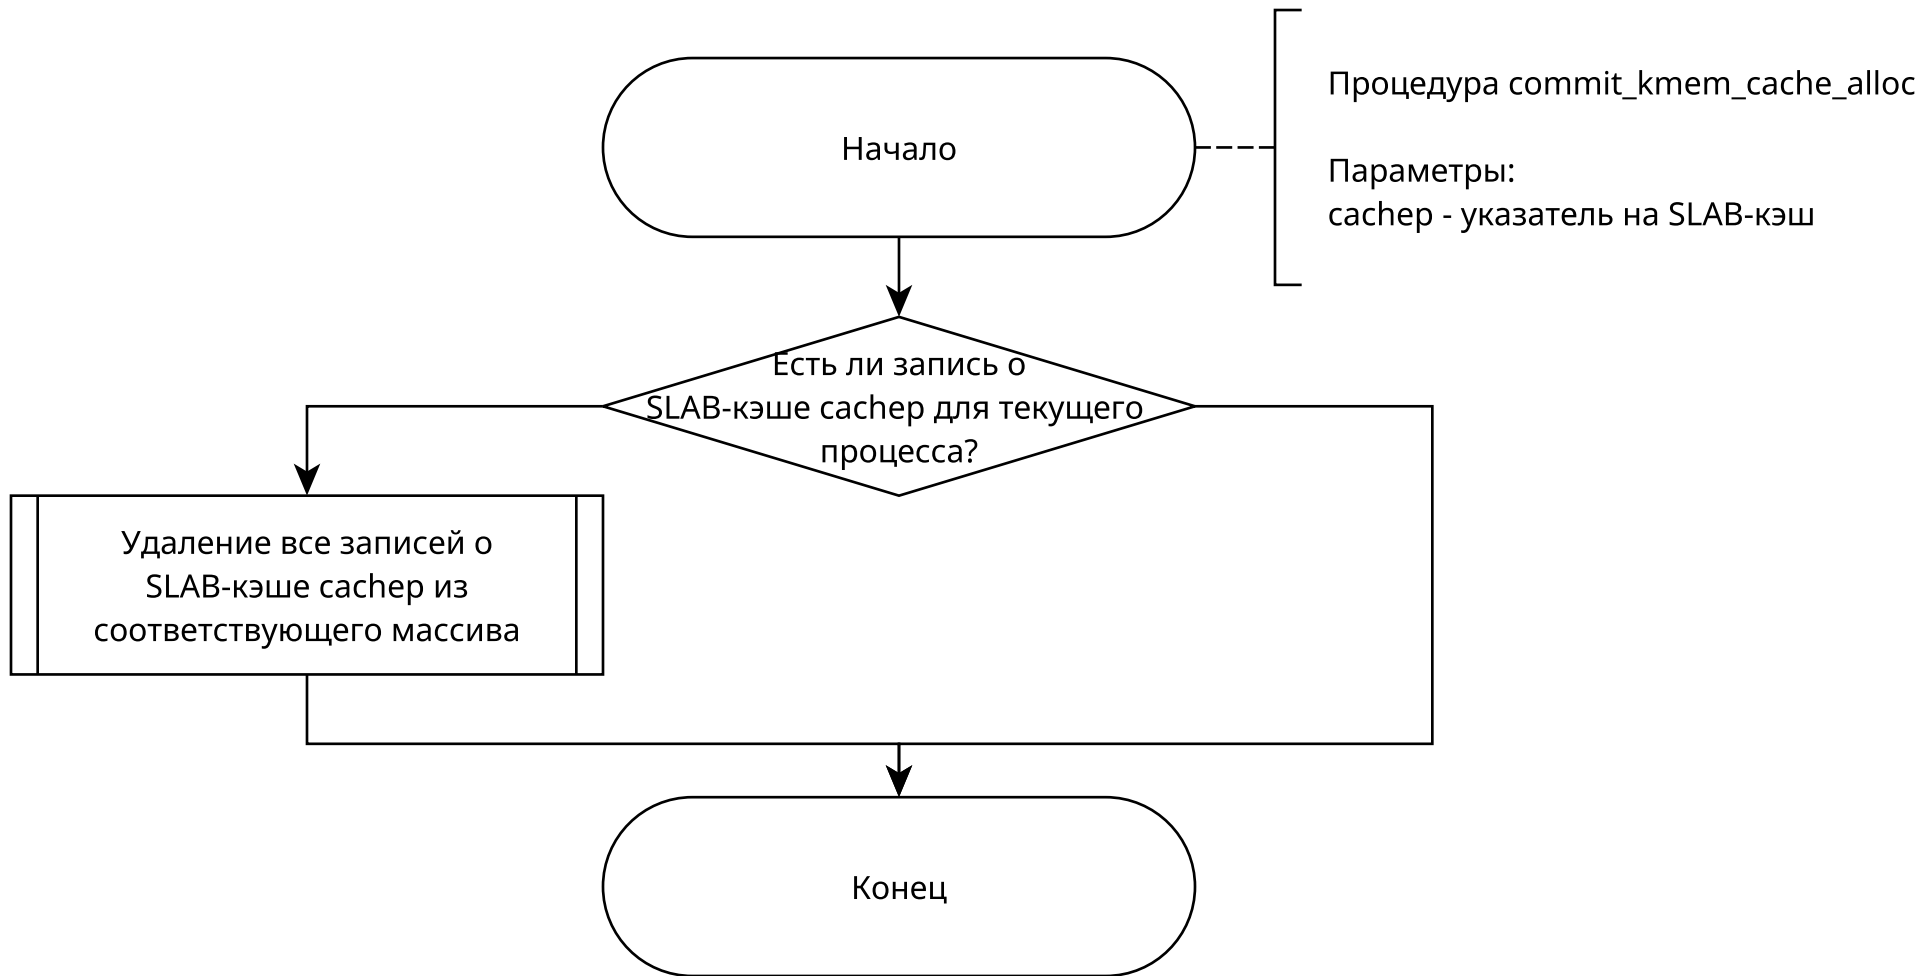 Процедура commit_kmem_cache_alloc
Начало
Параметры:
cachep - указатель на SLAB-кэш
Есть ли запись о
SLAB-кэше cachep для текущего
процесса?
Удаление все записей о
SLAB-кэше cachep из
соответствующего массива
Конец